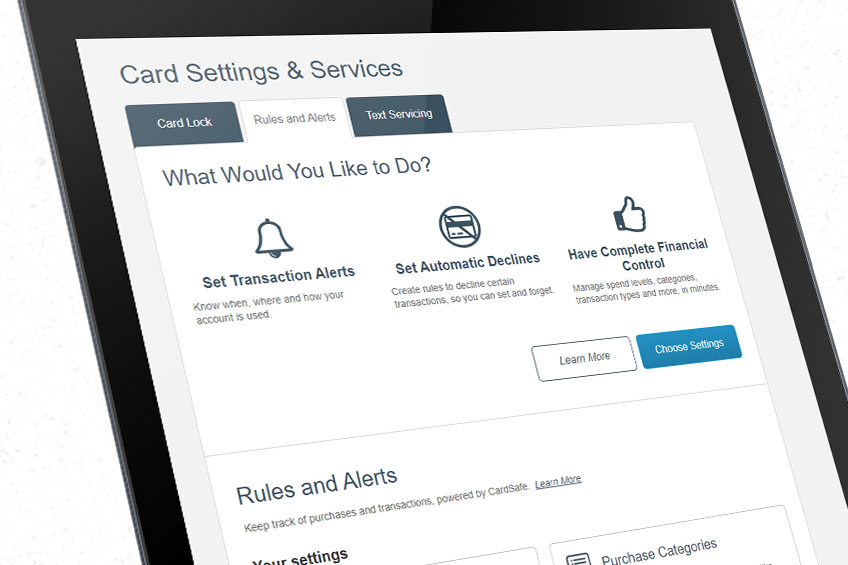 Card Settings & Services
Card Lock
Rules and Alerts
Text Servicing
What Would You Like to Do?
Set Transaction Alerts
Know when, where and how your
account is used.
Set Automatic Declines
Create rules to decline certain
transactions, so you can set and forget.
Have Complete Financial
Control
Manage spend levels, categories,
transaction types and more, in minutes.
Learn More
Choose Settings
Rules and Alerts
Keep track of purchases and transactions, powered by CardSafe. Learn More
Your settings
Purchase Categories